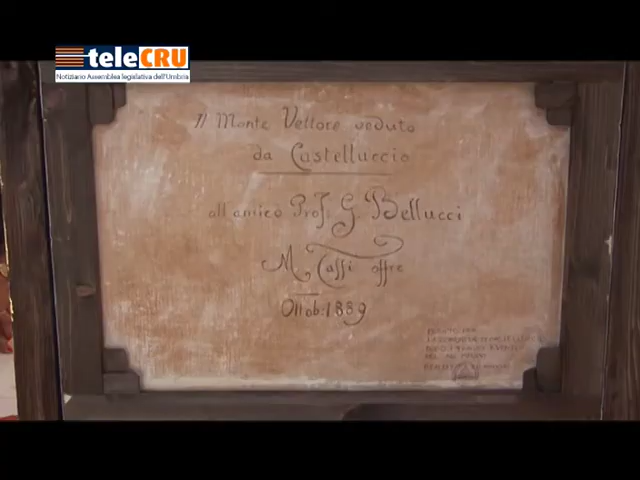 teleCRU
Notiziario Assemblea legislativa dell'Umbria
Il Monte Vettore veduto
da Castelluccio
all'amico Prof. G. Bellucci
M Caffi offre
Ottob: 1889